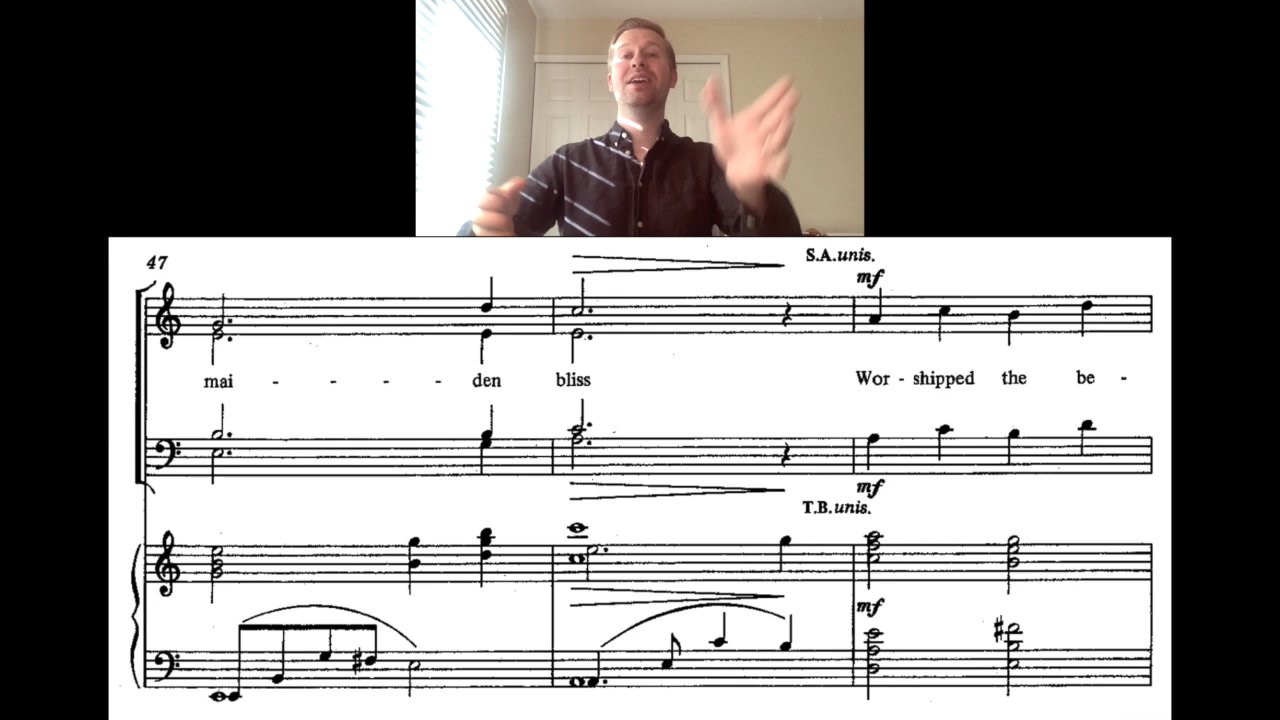 47
S.A.unis.
mf
mai - - - - den bliss Wor - shipped the be -
mf
T.B.unis.
mf